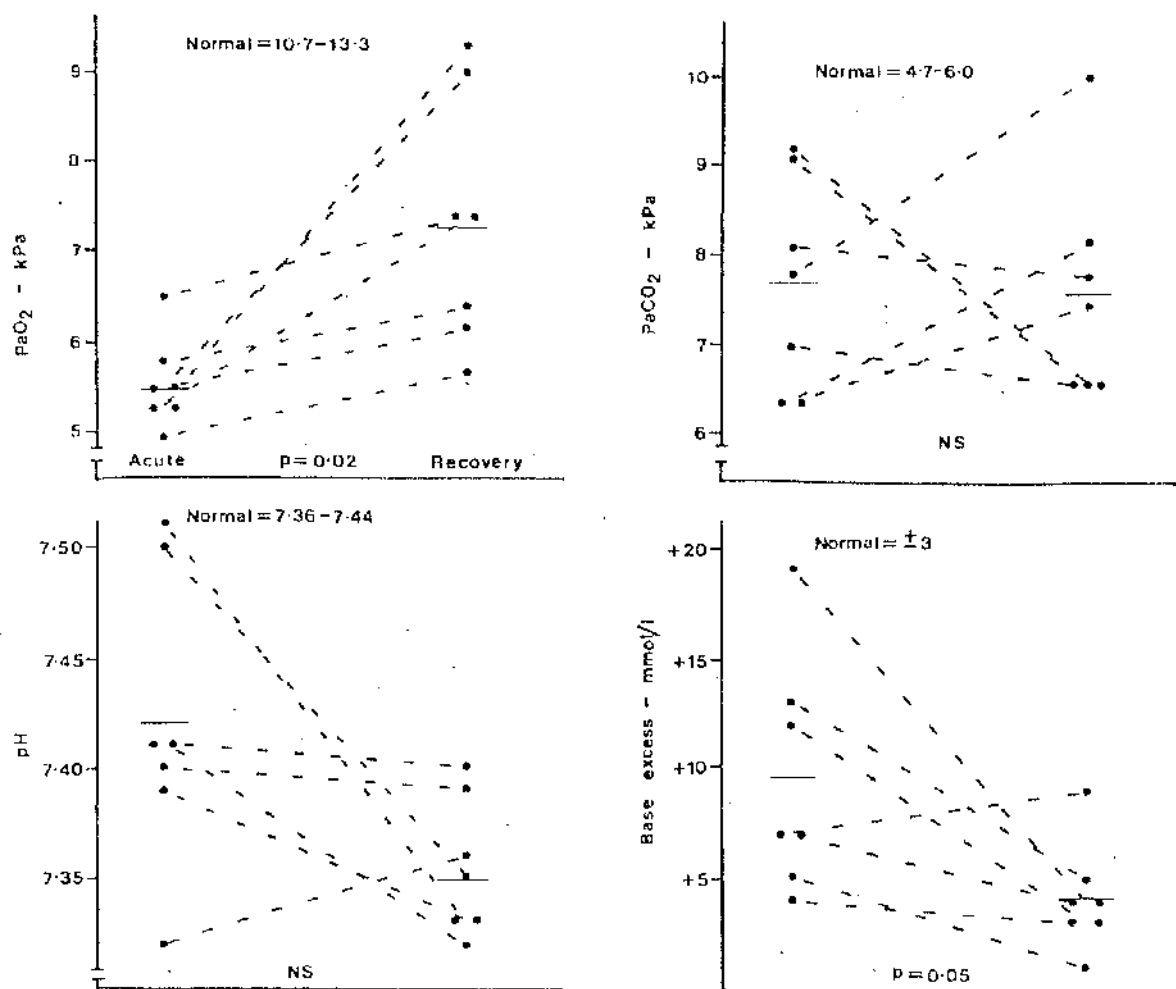 Normal=10·7-13·3
9
8
7
6
5
PaO₂ - kPa
Acute p=0·02 Recovery
Normal=4·7-6·0
10
9
8
7
6
PaCO₂ - kPa
NS
Normal=7·36-7·44
7·50
7·45
7·40
7·35
pH
NS
Normal=±3
+20
+15
+10
+5
Base excess - mmol/l
p=0·05